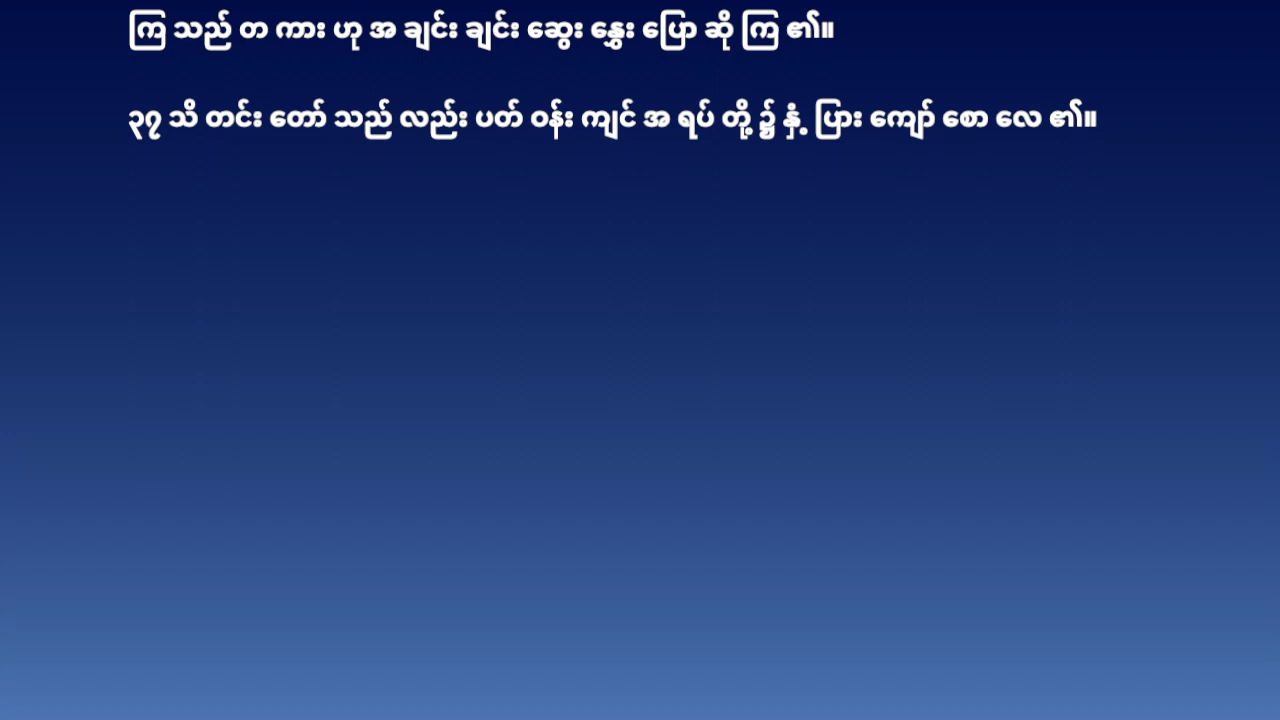 ကြ သည် တ ကား ဟု အ ချင်း ချင်း ဆွေး နွှေး ပြော ဆို ကြ ၏။
၃၇ သိ တင်း တော် သည် လည်း ပတ် ဝန်း ကျင် အ ရပ် တို့ ၌ နှံ့ ပြား ကျော် စော လေ ၏။